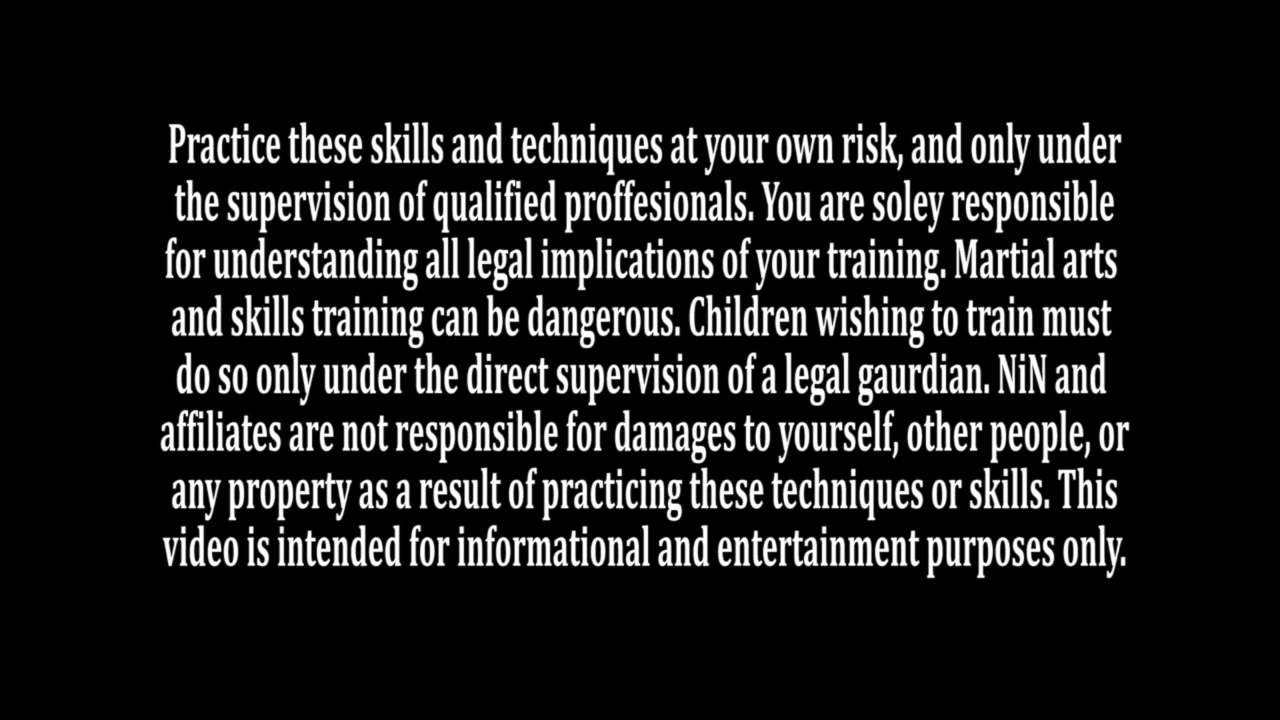 Practice these skills and techniques at your own risk, and only under
the supervision of qualified proffesionals. You are soley responsible
for understanding all legal implications of your training. Martial arts
and skills training can be dangerous. Children wishing to train must
do so only under the direct supervision of a legal gaurdian. NiN and
affiliates are not responsible for damages to yourself, other people, or
any property as a result of practicing these techniques or skills. This
video is intended for informational and entertainment purposes only.